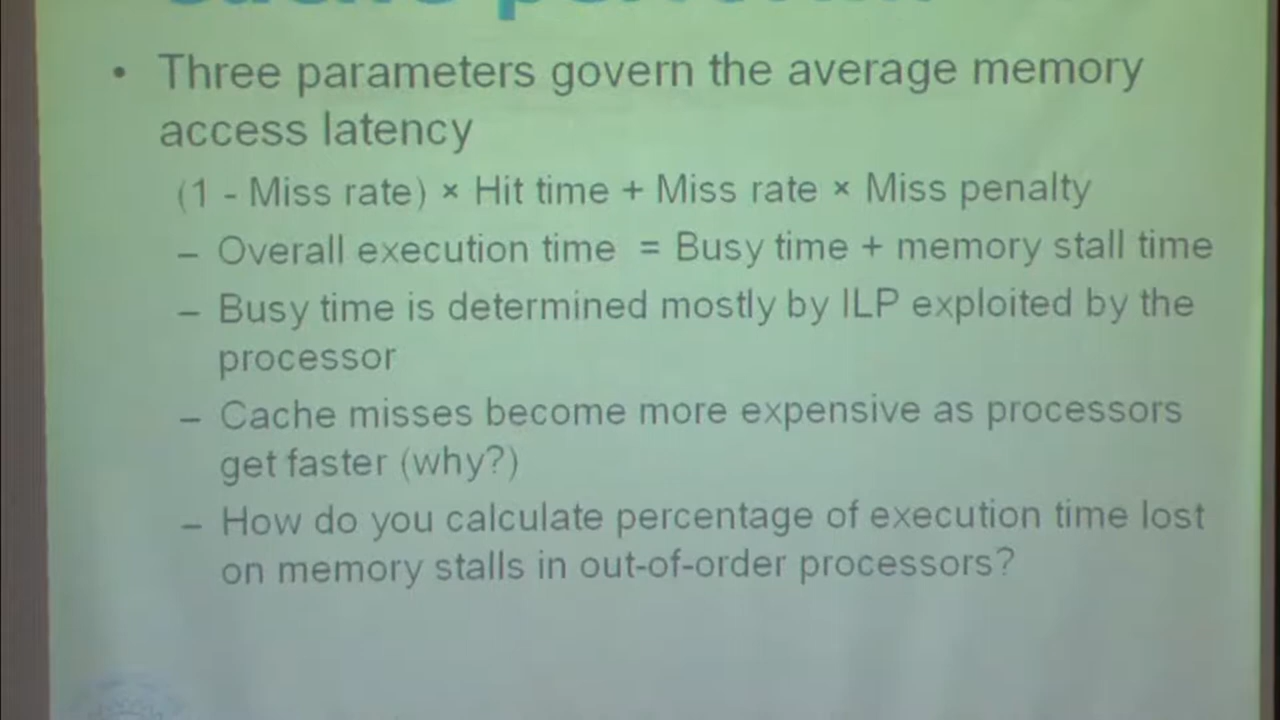 • Three parameters govern the average memory
access latency
(1 - Miss rate) × Hit time + Miss rate × Miss penalty
– Overall execution time = Busy time + memory stall time
– Busy time is determined mostly by ILP exploited by the
processor
– Cache misses become more expensive as processors
get faster (why?)
– How do you calculate percentage of execution time lost
on memory stalls in out-of-order processors?